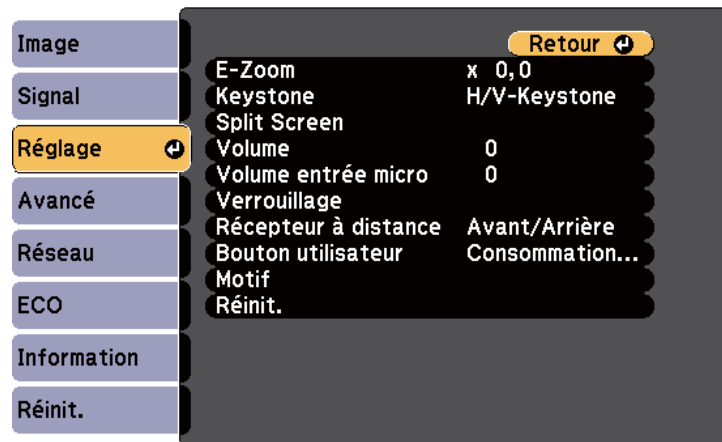 Image
Signal
Réglage
Avancé
Réseau
ECO
Information
Réinit.
Retour
E-Zoom x 0,0
Keystone H/V-Keystone
Split Screen
Volume 0
Volume entrée micro 0
Verrouillage
Récepteur à distance Avant/Arrière
Bouton utilisateur Consommation...
Motif
Réinit.